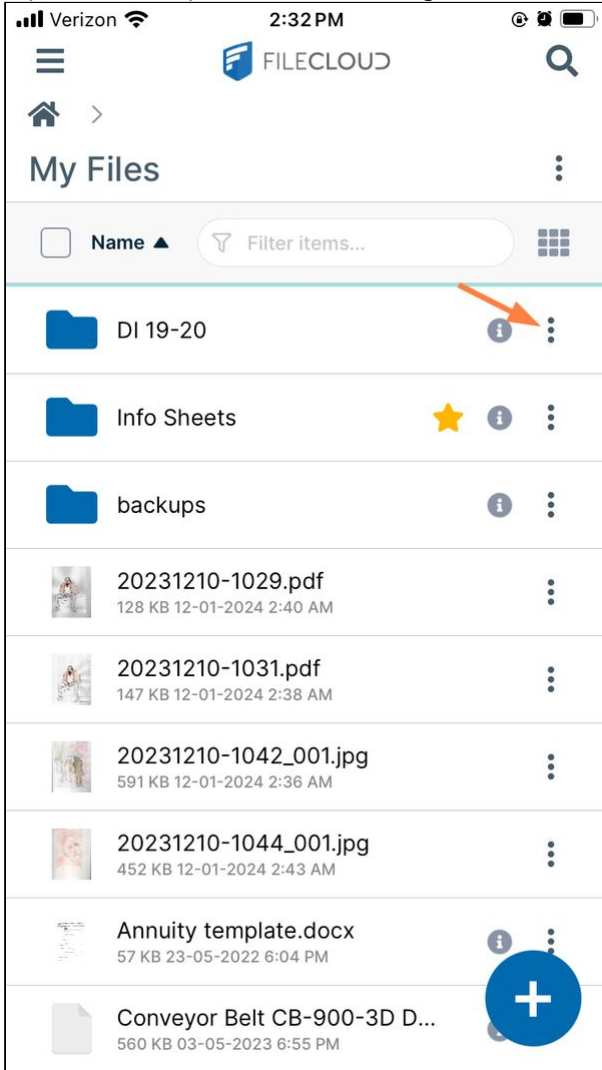 Verizon 2:32 PM
FILECLOUD
My Files
Name ▲ Filter items...
DI 19-20
Info Sheets
backups
20231210-1029.pdf
128 KB 12-01-2024 2:40 AM
20231210-1031.pdf
147 KB 12-01-2024 2:38 AM
20231210-1042_001.jpg
591 KB 12-01-2024 2:36 AM
20231210-1044_001.jpg
452 KB 12-01-2024 2:43 AM
Annuity template.docx
57 KB 23-05-2022 6:04 PM
Conveyor Belt CB-900-3D D...
560 KB 03-05-2023 6:55 PM